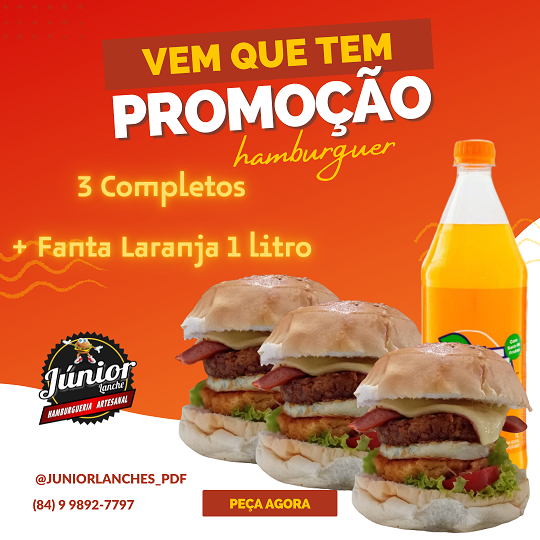 VEM QUE TEM
PROMOÇÃO
hamburguer
3 Completos
+ Fanta Laranja 1 litro
Júnior
Lanche
HAMBURGUERIA ARTESANAL
@JUNIORLANCHES_PDF
(84) 9 9892-7797
PEÇA AGORA